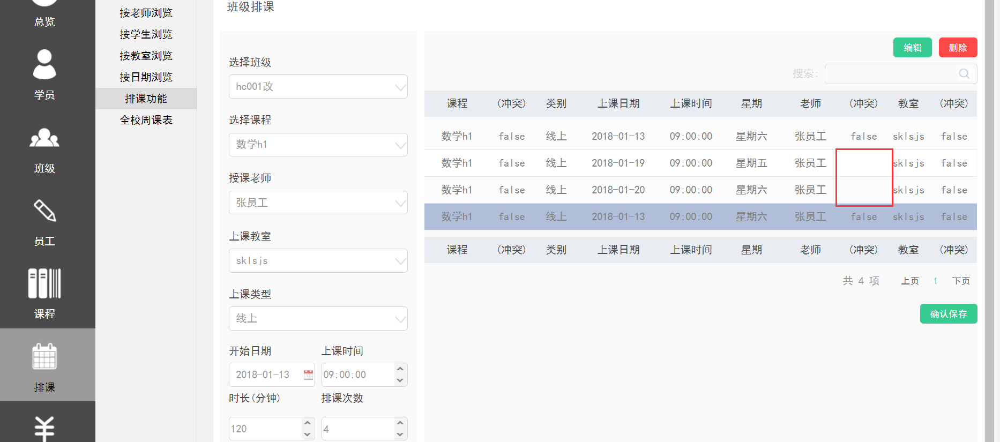 总览
学员
班级
员工
课程
排课
按老师浏览
按学生浏览
按教室浏览
按日期浏览
排课功能
全校周课表
班级排课
选择班级
hc001改
选择课程
数学h1
授课老师
张员工
上课教室
sklsjs
上课类型
线上
开始日期 上课时间
2018-01-13 09:00:00
时长(分钟) 排课次数
120 4
编辑 删除
搜索:
课程 (冲突) 类别 上课日期 上课时间 星期 老师 (冲突) 教室 (冲突)
数学h1 false 线上 2018-01-13 09:00:00 星期六 张员工 false sklsjs false
数学h1 false 线上 2018-01-19 09:00:00 星期五 张员工 sklsjs false
数学h1 false 线上 2018-01-20 09:00:00 星期六 张员工 sklsjs false
数学h1 false 线上 2018-01-13 09:00:00 星期六 张员工 false sklsjs false
课程 (冲突) 类别 上课日期 上课时间 星期 老师 (冲突) 教室 (冲突)
共 4 项 上页 1 下页
确认保存